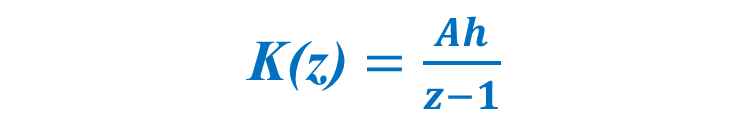 K(z) = Ah / z−1